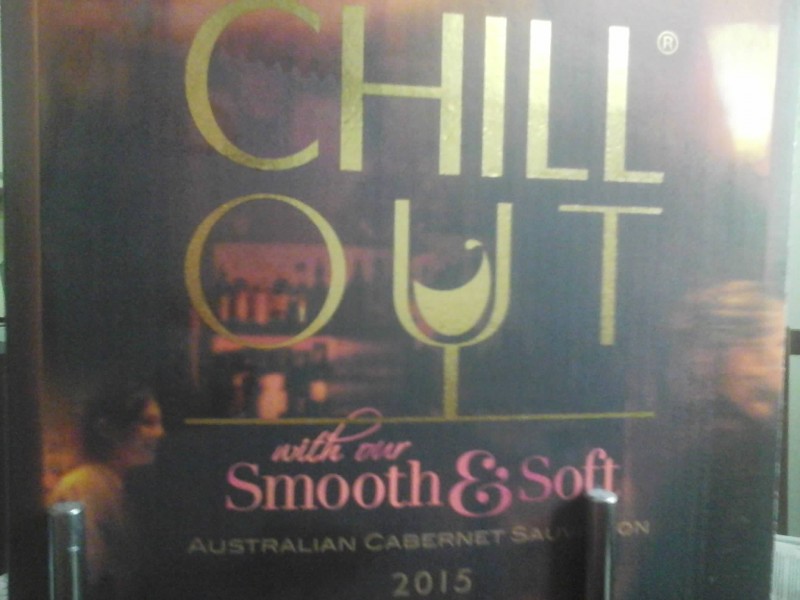 CHILL®
OUT
with our
Smooth & Soft
AUSTRALIAN CABERNET
2015